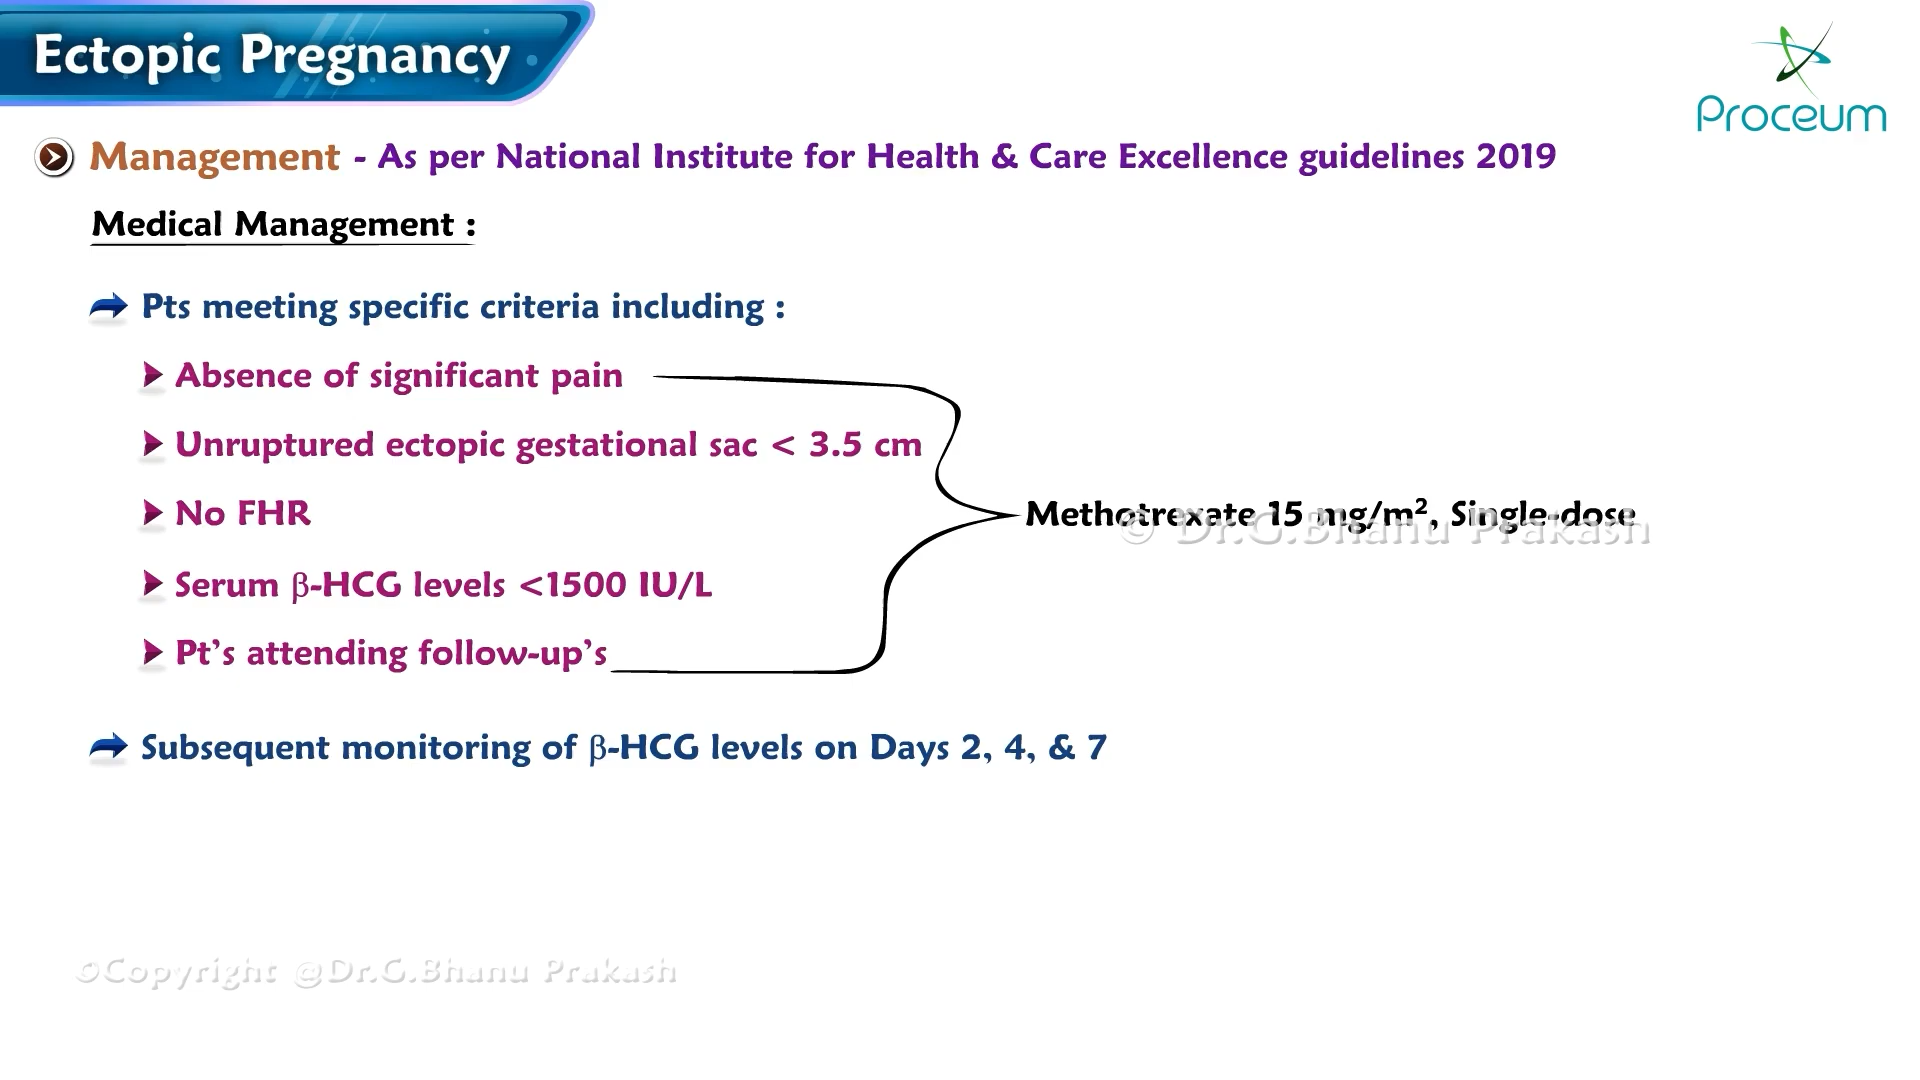 Ectopic Pregnancy
Proceum
Management - As per National Institute for Health & Care Excellence guidelines 2019
Medical Management :
Pts meeting specific criteria including :
Absence of significant pain
Unruptured ectopic gestational sac < 3.5 cm
No FHR
Methotrexate 15 mg/m², Single-dose
© Dr.G.Bhanu Prakash
Serum β-HCG levels <1500 IU/L
Pt’s attending follow-up’s
Subsequent monitoring of β-HCG levels on Days 2, 4, & 7
©Copyright @Dr.G.Bhanu Prakash